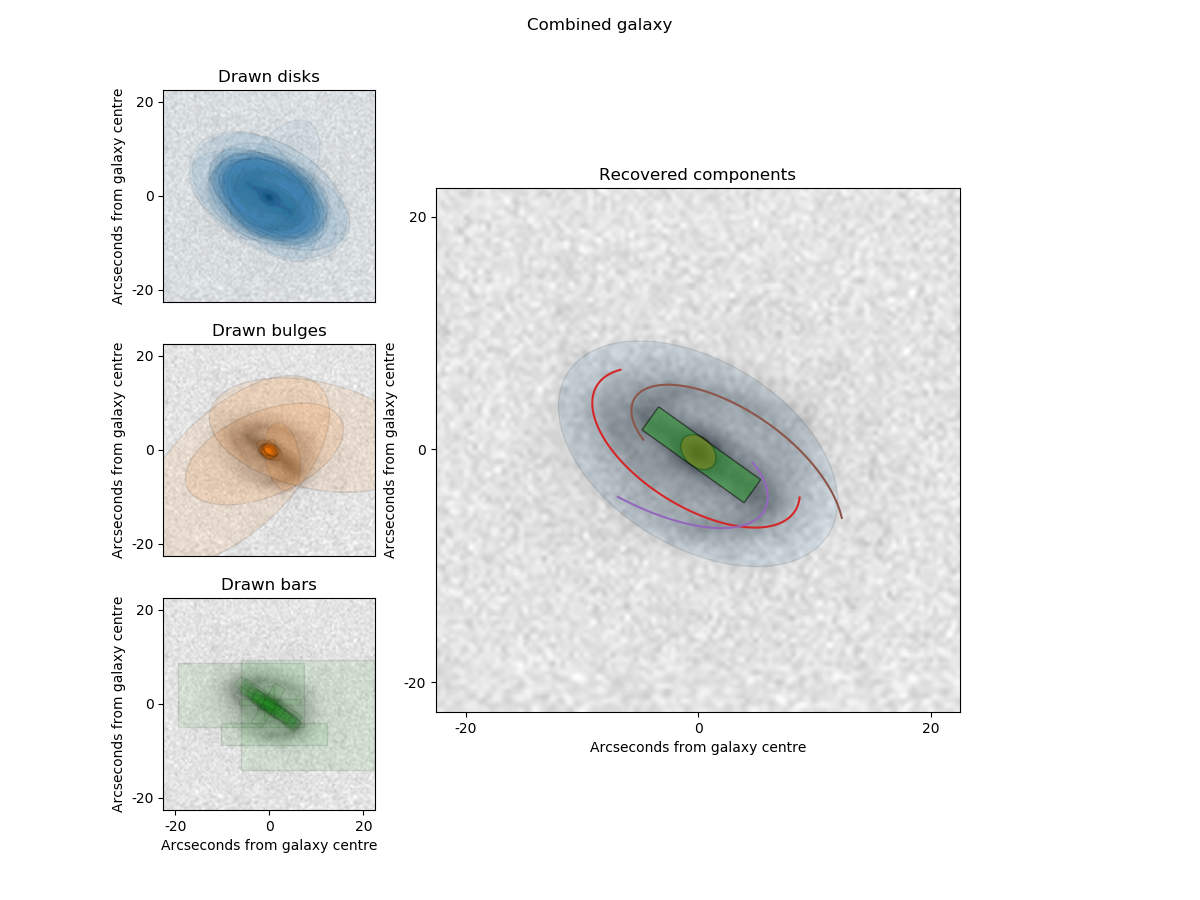 Combined galaxy
Drawn disks
Arcseconds from galaxy centre
20
0
-20
Drawn bulges
Arcseconds from galaxy centre
20
0
-20
Drawn bars
Arcseconds from galaxy centre
20
0
-20
-20 0 20
Arcseconds from galaxy centre
Recovered components
Arcseconds from galaxy centre
20
0
-20
-20 0 20
Arcseconds from galaxy centre